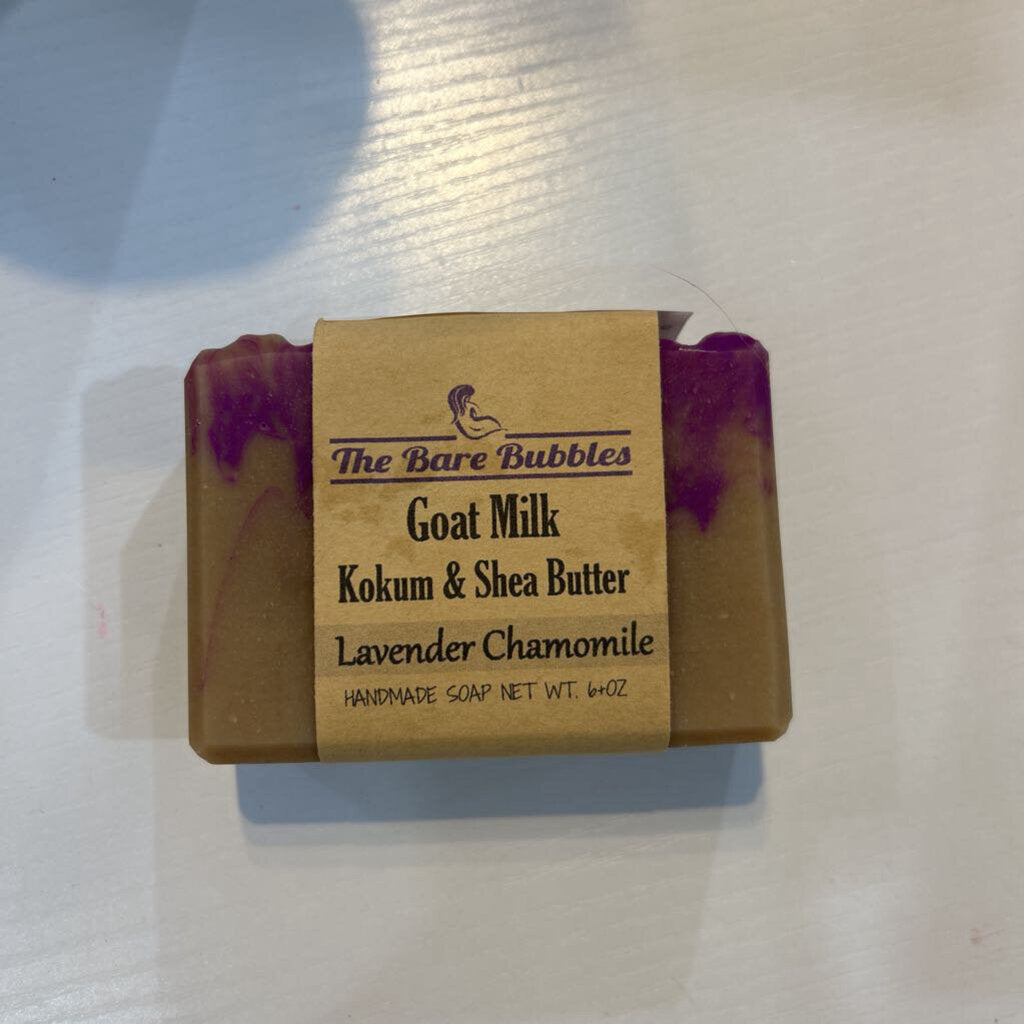 The Bare Bubbles
Goat Milk
Kokum & Shea Butter
Lavender Chamomile
HANDMADE SOAP NET WT. 6+OZ